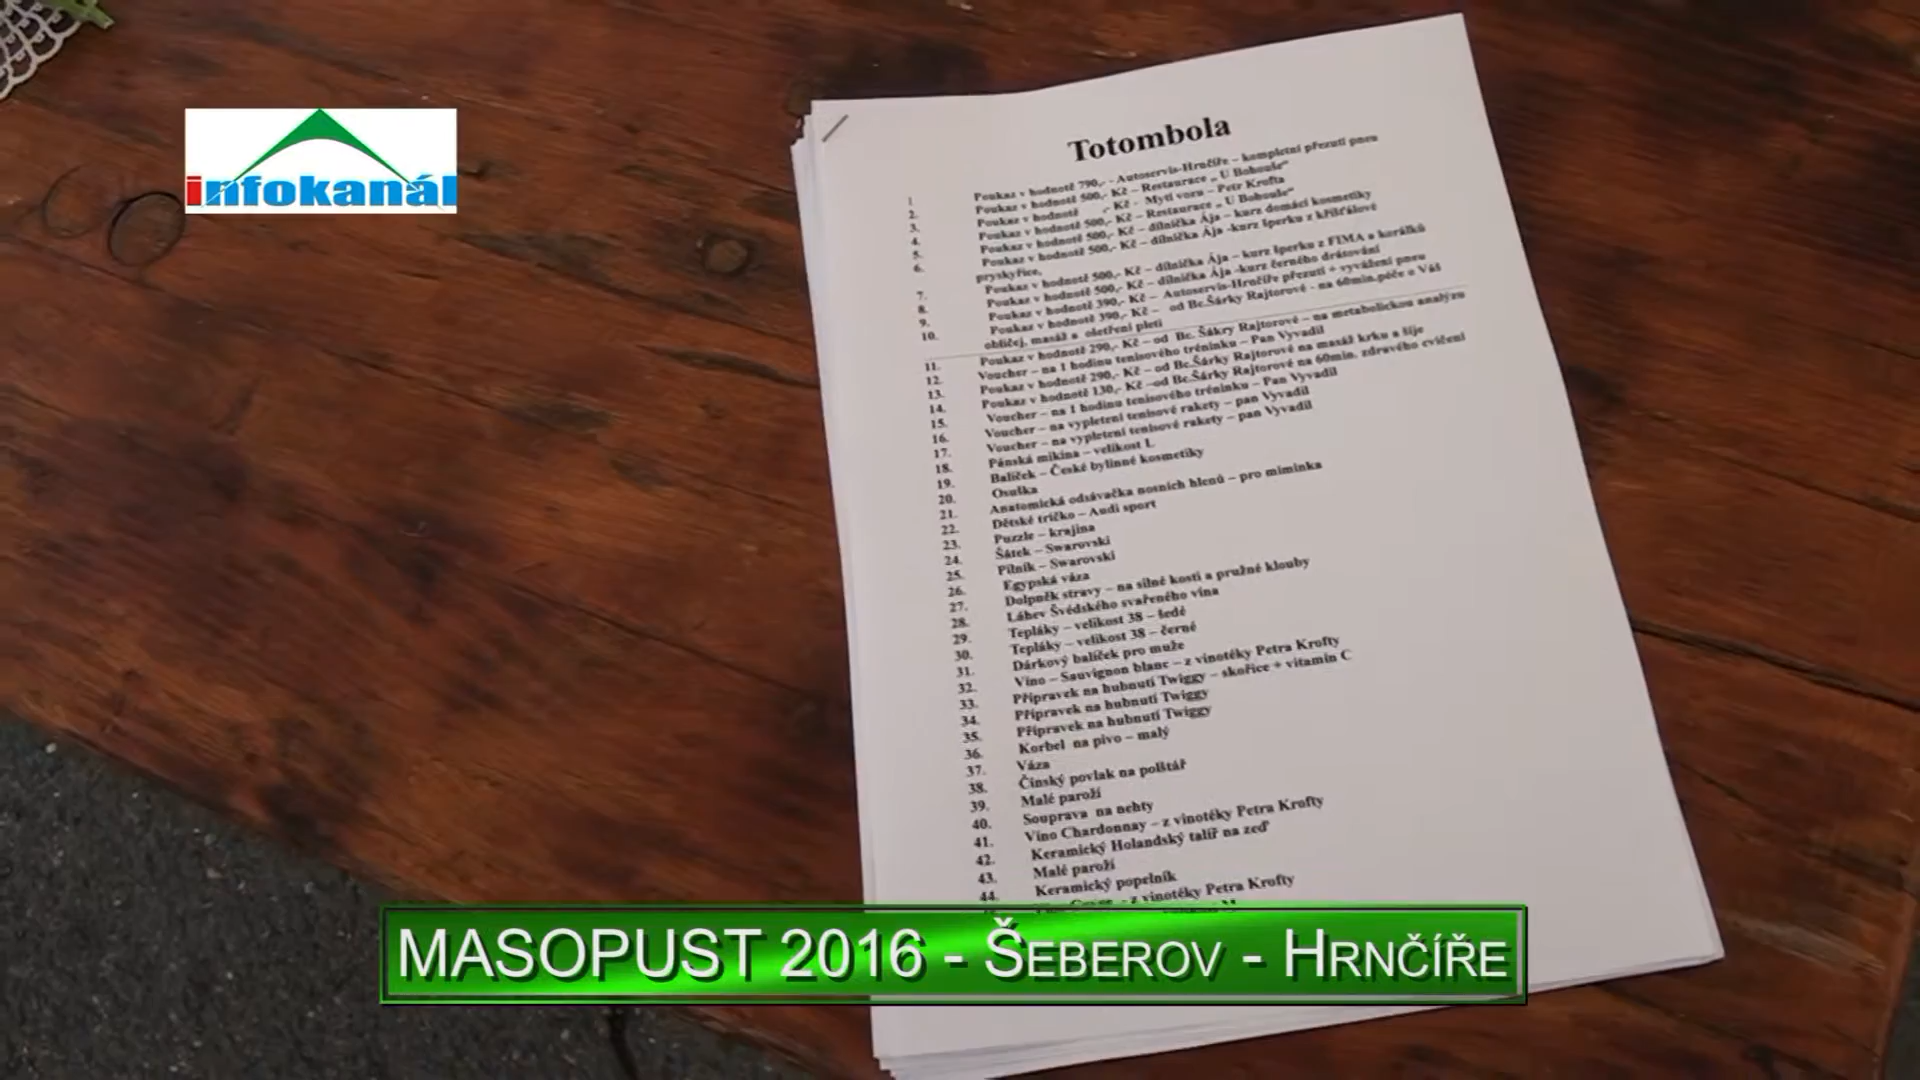 infokanál
Totombola
1 Poukaz v hodnotě 790,- - Autoservis-Hrnčíře – kompletní přezutí pneu
2. Poukaz v hodnotě 500,- Kč – Restaurace „ U Bohouše“
3. Poukaz v hodnotě ,- Kč - Mytí vozu – Petr Krofta
4. Poukaz v hodnotě 500,- Kč – Restaurace „ U Bohouše“
5. Poukaz v hodnotě 500,- Kč – dílnička Ája – kurz domácí kosmetiky
6. Poukaz v hodnotě 500,- Kč – dílnička Ája -kurz šperku z křišťálové
pryskyřice,
7. Poukaz v hodnotě 500,- Kč – dílnička Ája – kurz šperku z FIMA a korálků
8. Poukaz v hodnotě 500,- Kč – dílnička Ája -kurz černého drátování
9. Poukaz v hodnotě 390,- Kč – Autoservis-Hrnčíře přezutí + vyvážení pneu
10. Poukaz v hodnotě 390,- Kč – od Bc.Šárky Rajtorové - na 60min.péče o Váš
obličej, masáž a ošetření pleti
11. Poukaz v hodnotě 290,- Kč – od Bc. Šákry Rajtorové – na metabolickou analýzu
12. Voucher – na 1 hodinu tenisového tréninku – Pan Vyvadil
13. Poukaz v hodnotě 290,- Kč – od Bc.Šárky Rajtorové na masáž krku a šíje
14. Poukaz v hodnotě 130,- Kč –od Bc.Šárky Rajtorové na 60min. zdravého cvičení
15. Voucher – na 1 hodinu tenisového tréninku – Pan Vyvadil
16. Voucher – na vypletení tenisové rakety – pan Vyvadil
17. Voucher – na vypletení tenisové rakety – pan Vyvadil
18. Pánská mikina – velikost L
19. Balíček – České bylinné kosmetiky
20. Osuška
21. Anatomická odsávačka nosních hlenů – pro miminka
22. Dětské tričko – Audi sport
23. Puzzle – krajina
24. Šátek – Swarovski
25. Pilník – Swarovski
26. Egypská váza
27. Dolpněk stravy – na silné kosti a pružné klouby
28. Láhev Švédského svařeného vína
29. Tepláky – velikost 38 – šedé
30. Tepláky – velikost 38 – černé
31. Dárkový balíček pro muže
32. Víno – Sauvignon blanc – z vinotéky Petra Krofty
33. Přípravek na hubnutí Twiggy – skořice + vitamin C
34. Přípravek na hubnutí Twiggy
35. Přípravek na hubnutí Twiggy
36. Korbel na pivo – malý
37. Váza
38. Čínský povlak na polštář
39. Malé paroží
40. Souprava na nehty
41. Víno Chardonnay – z vinotéky Petra Krofty
42. Keramický Holandský talíř na zeď
43. Malé paroží
44. Keramický popelník
- z vinotéky Petra Krofty
MASOPUST 2016 - ŠEBEROV - HRNČÍŘE